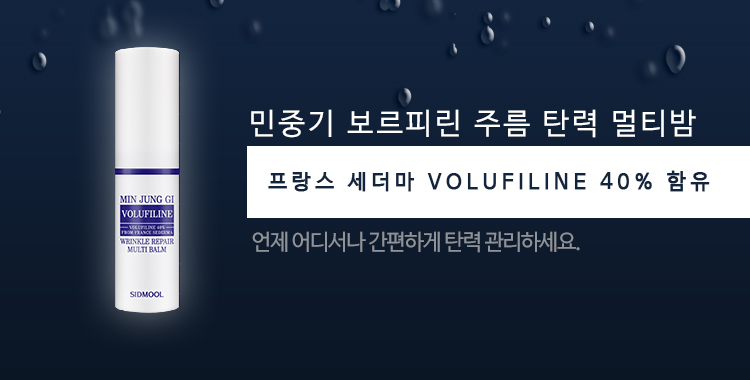 민중기 보르피린 주름 탄력 멀티밤
프랑스 세더마 VOLUFILINE 40% 함유
언제 어디서나 간편하게 탄력 관리하세요.
MIN JUNG GI
VOLUFILINE
VOLUFILINE 40%
FROM FRANCE SEDERMA
WRINKLE REPAIR
MULTI BALM
SIDMOOL